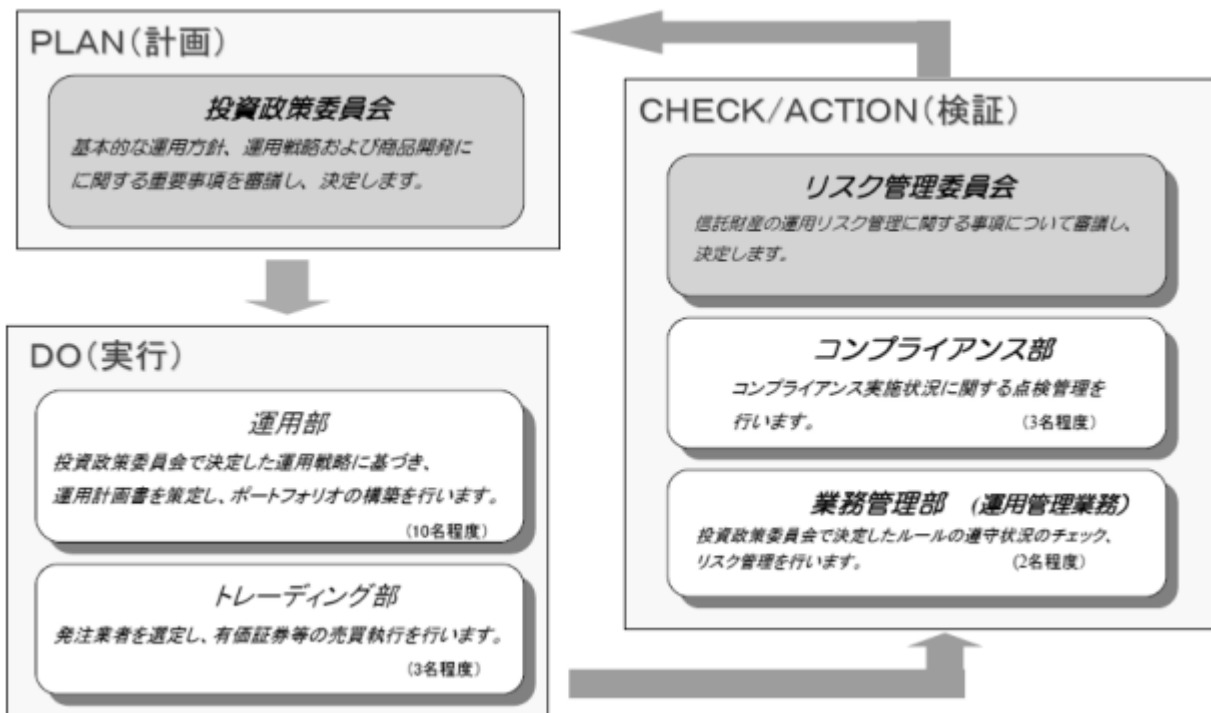 PLAN(計画)
投資政策委員会
基本的な運用方針、運用戦略および商品開発に
に関する重要事項を審議し、決定します。
DO(実行)
運用部
投資政策委員会で決定した運用戦略に基づき、
運用計画書を策定し、ポートフォリオの構築を行います。
(10名程度)
トレーディング部
発注業者を選定し、有価証券等の売買執行を行います。
(3名程度)
CHECK/ACTION(検証)
リスク管理委員会
信託財産の運用リスク管理に関する事項について審議し、
決定します。
コンプライアンス部
コンプライアンス実施状況に関する点検管理を
行います。 (3名程度)
業務管理部 (運用管理業務)
投資政策委員会で決定したルールの遵守状況のチェック、
リスク管理を行います。 (2名程度)